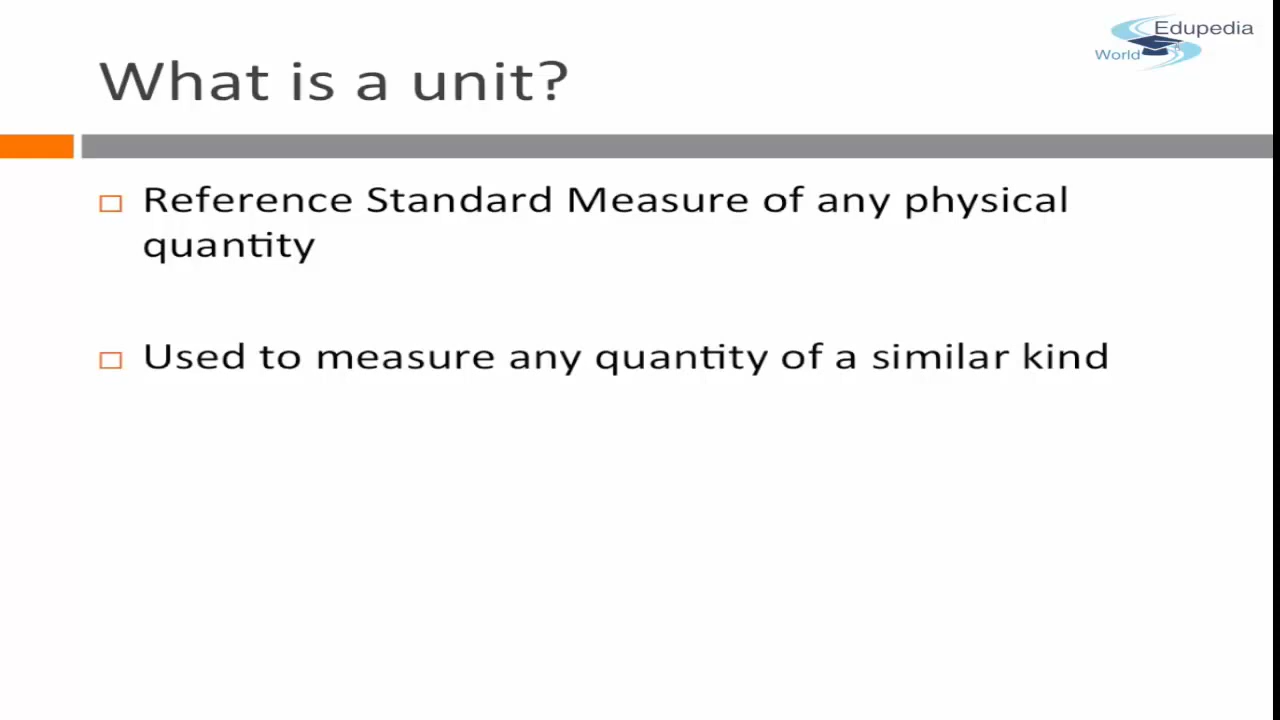 Edupedia
World
What is a unit?
Reference Standard Measure of any physical
quantity
Used to measure any quantity of a similar kind